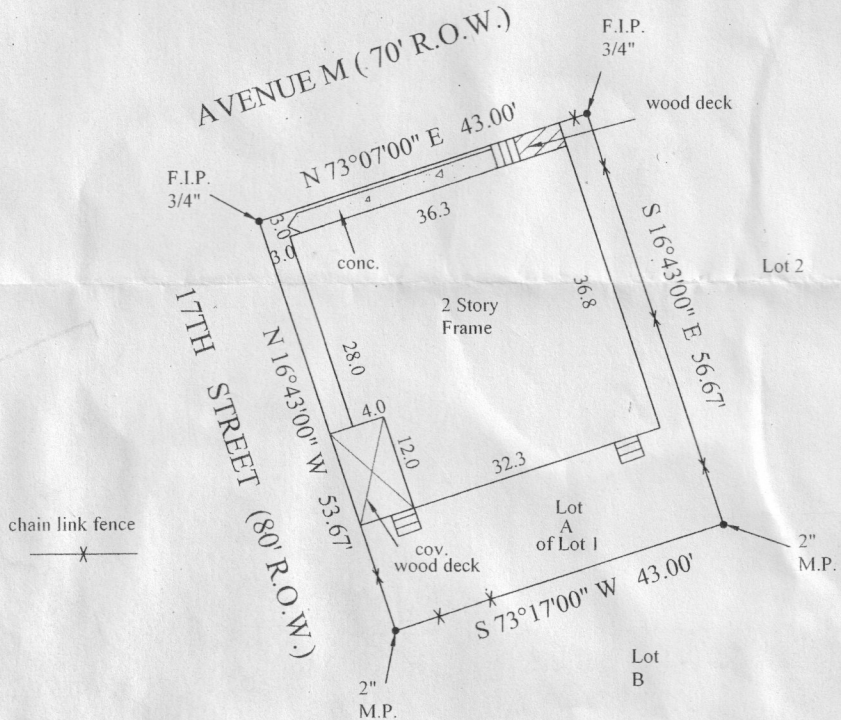 AVENUE M ( 70' R.O.W.)
F.I.P.
3/4"
wood deck
N 73°07'00" E 43.00'
F.I.P.
3/4"
3.0
3.0
36.3
conc.
S 16°43'00" E 56.67'
Lot 2
36.8
2 Story
Frame
17TH STREET (80' R.O.W.)
N 16°43'00" W 53.67'
28.0
4.0
12.0
32.3
chain link fence
cov.
wood deck
Lot
A
of Lot 1
2"
M.P.
S 73°17'00" W 43.00'
Lot
B
2"
M.P.